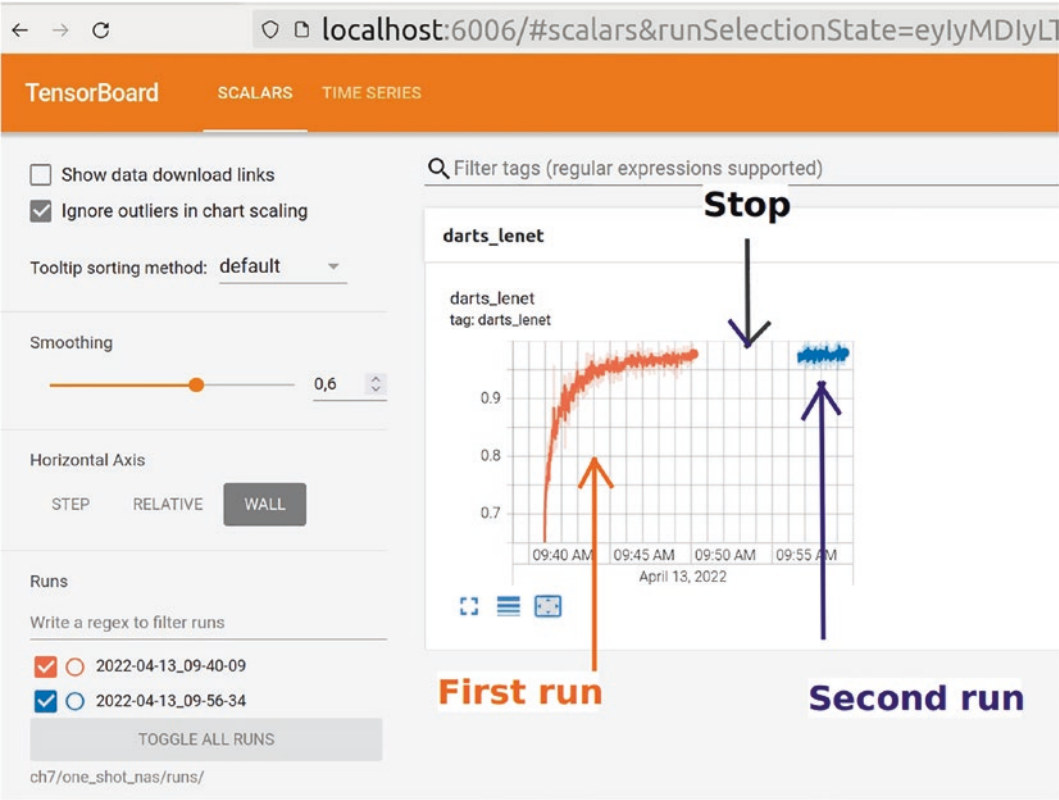 localhost:6006/#scalars&runSelectionState=eyIyMDIyLT
TensorBoard SCALARS TIME SERIES
Show data download links
Ignore outliers in chart scaling
Tooltip sorting method: default
Smoothing
0,6
Horizontal Axis
STEP RELATIVE WALL
Runs
Write a regex to filter runs
2022-04-13_09-40-09
2022-04-13_09-56-34
TOGGLE ALL RUNS
ch7/one_shot_nas/runs/
Filter tags (regular expressions supported)
Stop
darts_lenet
darts_lenet
tag: darts_lenet
0.9
0.8
0.7
09:40 AM 09:45 AM 09:50 AM 09:55 AM
April 13, 2022
First run
Second run